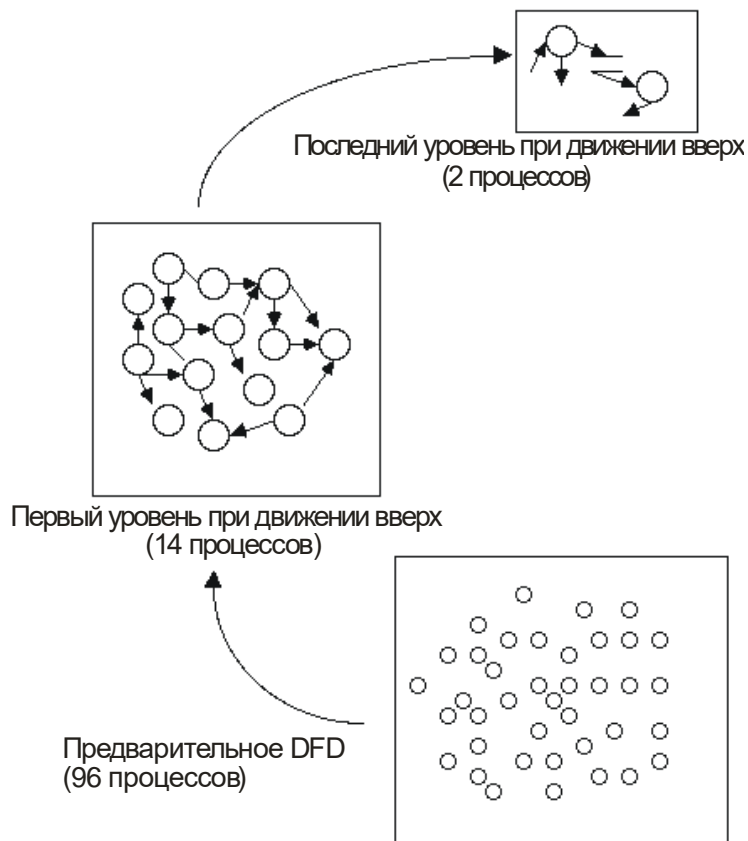 Последний уровень при движении вверх
(2 процессов)
Первый уровень при движении вверх
(14 процессов)
Предварительное DFD
(96 процессов)